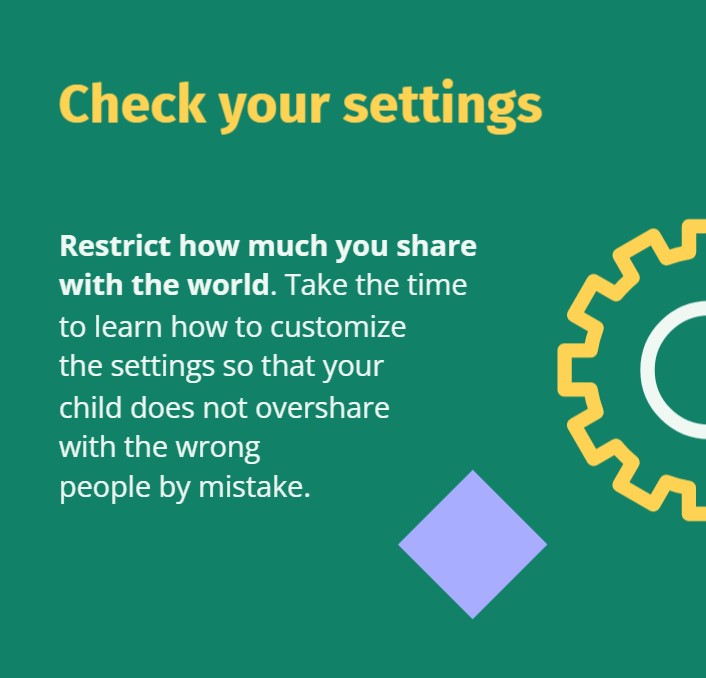 Check your settings
Restrict how much you share
with the world. Take the time
to learn how to customize
the settings so that your
child does not overshare
with the wrong
people by mistake.